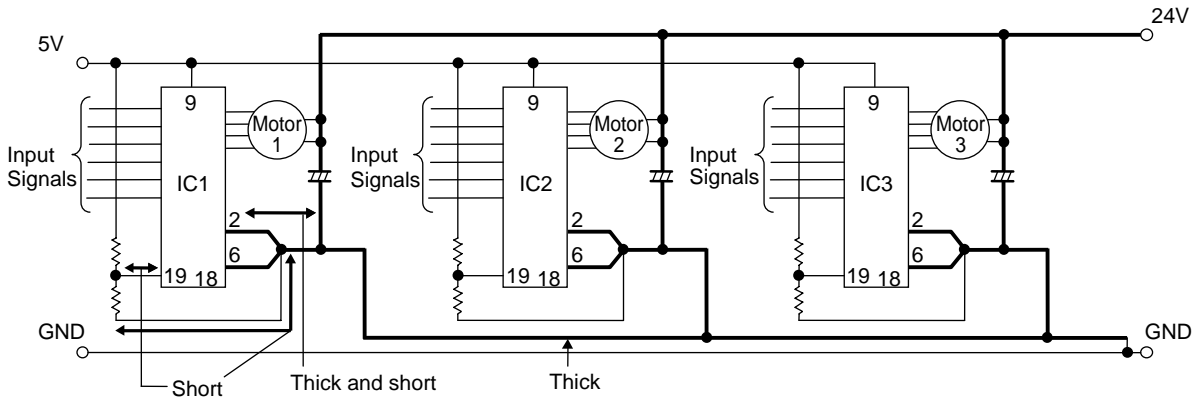 24V
5V
9
9
9
Motor
1
Motor
2
Motor
3
Input
Signals
IC1
Input
Signals
IC2
Input
Signals
IC3
2
2
2
6
6
6
19 18
19 18
19 18
GND
GND
Short
Thick and short
Thick